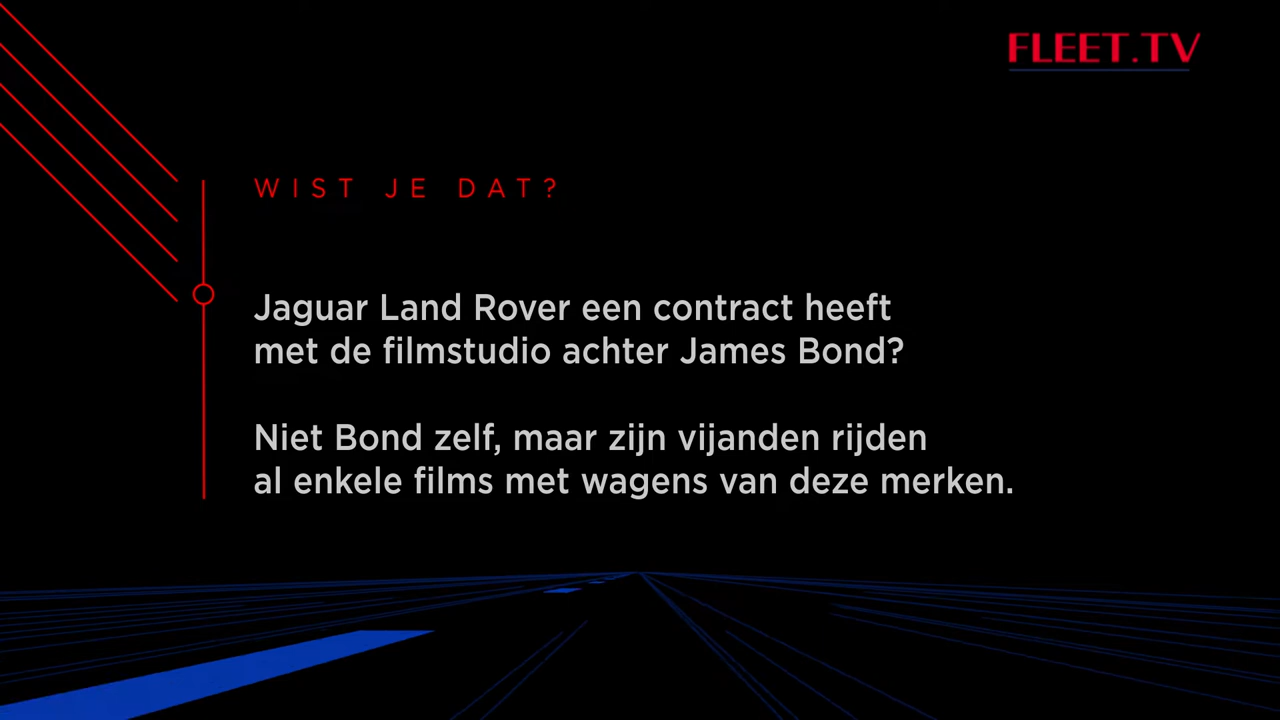 FLEET.TV
WIST JE DAT?
Jaguar Land Rover een contract heeft
met de filmstudio achter James Bond?
Niet Bond zelf, maar zijn vijanden rijden
al enkele films met wagens van deze merken.